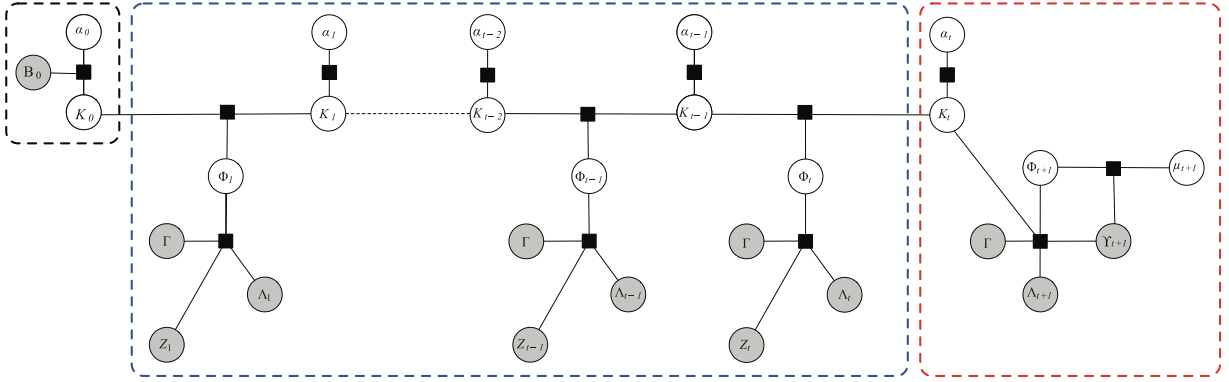 α₀
α₁
αₜ₋₂
αₜ₋₁
αₜ
B₀
K₀
K₁
Kₜ₋₂
Kₜ₋₁
Kₜ
Φ₁
Φₜ₋₁
Φₜ
Φₜ₊₁
μₜ₊₁
Γ
Γ
Γ
Γ
ϒₜ₊₁
Λ₁
Λₜ₋₁
Λₜ
Λₜ₊₁
Z₁
Zₜ₋₁
Zₜ